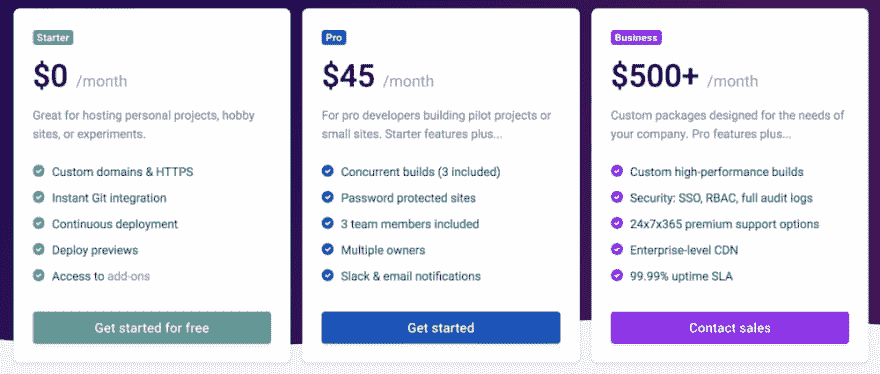 Starter
$0 /month
Great for hosting personal projects, hobby
sites, or experiments.
Custom domains & HTTPS
Instant Git integration
Continuous deployment
Deploy previews
Access to add-ons
Get started for free
Pro
$45 /month
For pro developers building pilot projects or
small sites. Starter features plus...
Concurrent builds (3 included)
Password protected sites
3 team members included
Multiple owners
Slack & email notifications
Get started
Business
$500+ /month
Custom packages designed for the needs of
your company. Pro features plus...
Custom high-performance builds
Security: SSO, RBAC, full audit logs
24x7x365 premium support options
Enterprise-level CDN
99.99% uptime SLA
Contact sales